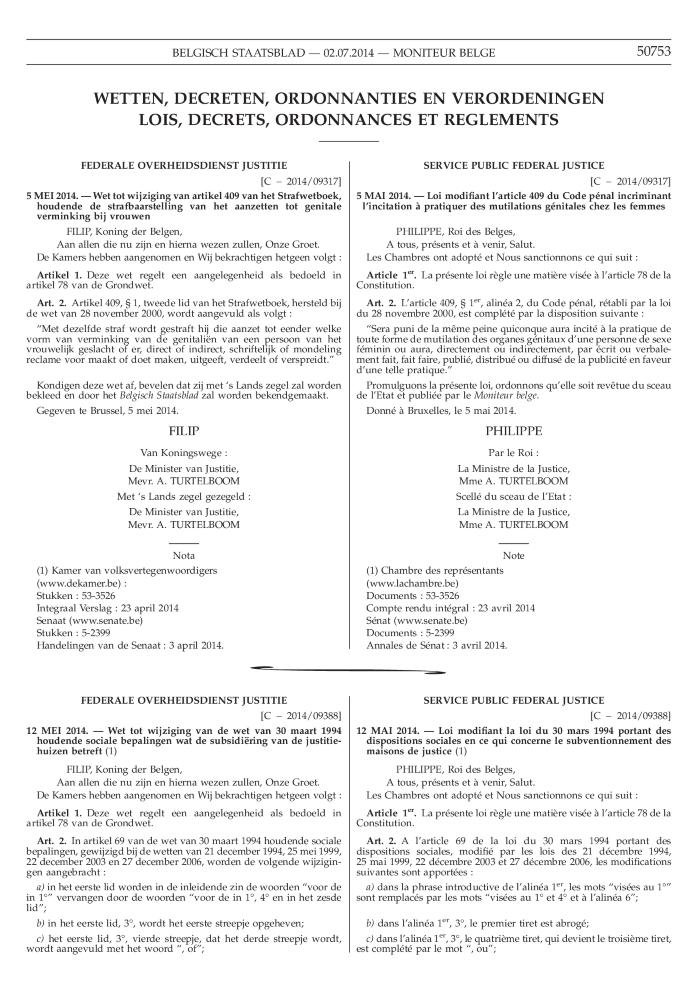 BELGISCH STAATSBLAD — 02.07.2014 — MONITEUR BELGE
50753
WETTEN, DECRETEN, ORDONNANTIES EN VERORDENINGEN
LOIS, DECRETS, ORDONNANCES ET REGLEMENTS
FEDERALE OVERHEIDSDIENST JUSTITIE
[C − 2014/09317]
5 MEI 2014. — Wet tot wijziging van artikel 409 van het Strafwetboek,
houdende de strafbaarstelling van het aanzetten tot genitale
verminking bij vrouwen
FILIP, Koning der Belgen,
Aan allen die nu zijn en hierna wezen zullen, Onze Groet.
De Kamers hebben aangenomen en Wij bekrachtigen hetgeen volgt :
Artikel 1. Deze wet regelt een aangelegenheid als bedoeld in
artikel 78 van de Grondwet.
Art. 2. Artikel 409, § 1, tweede lid van het Strafwetboek, hersteld bij
de wet van 28 november 2000, wordt aangevuld als volgt :
“Met dezelfde straf wordt gestraft hij die aanzet tot eender welke
vorm van verminking van de genitaliën van een persoon van het
vrouwelijk geslacht of er, direct of indirect, schriftelijk of mondeling
reclame voor maakt of doet maken, uitgeeft, verdeelt of verspreidt.”
Kondigen deze wet af, bevelen dat zij met ‘s Lands zegel zal worden
bekleed en door het Belgisch Staatsblad zal worden bekendgemaakt.
Gegeven te Brussel, 5 mei 2014.
FILIP
Van Koningswege :
De Minister van Justitie,
Mevr. A. TURTELBOOM
Met ‘s Lands zegel gezegeld :
De Minister van Justitie,
Mevr. A. TURTELBOOM
Nota
(1) Kamer van volksvertegenwoordigers
(www.dekamer.be) :
Stukken : 53-3526
Integraal Verslag : 23 april 2014
Senaat (www.senate.be)
Stukken : 5-2399
Handelingen van de Senaat : 3 april 2014.
SERVICE PUBLIC FEDERAL JUSTICE
[C − 2014/09317]
5 MAI 2014. — Loi modifiant l’article 409 du Code pénal incriminant
l’incitation à pratiquer des mutilations génitales chez les femmes
PHILIPPE, Roi des Belges,
A tous, présents et à venir, Salut.
Les Chambres ont adopté et Nous sanctionnons ce qui suit :
Article 1er. La présente loi règle une matière visée à l’article 78 de la
Constitution.
Art. 2. L’article 409, § 1er, alinéa 2, du Code pénal, rétabli par la loi
du 28 novembre 2000, est complété par la disposition suivante :
“Sera puni de la même peine quiconque aura incité à la pratique de
toute forme de mutilation des organes génitaux d’une personne de sexe
féminin ou aura, directement ou indirectement, par écrit ou verbale-
ment fait, fait faire, publié, distribué ou diffusé de la publicité en faveur
d’une telle pratique.”
Promulguons la présente loi, ordonnons qu’elle soit revêtue du sceau
de l’Etat et publiée par le Moniteur belge.
Donné à Bruxelles, le 5 mai 2014.
PHILIPPE
Par le Roi :
La Ministre de la Justice,
Mme A. TURTELBOOM
Scellé du sceau de l’Etat :
La Ministre de la Justice,
Mme A. TURTELBOOM
Note
(1) Chambre des représentants
(www.lachambre.be)
Documents : 53-3526
Compte rendu intégral : 23 avril 2014
Sénat (www.senate.be)
Documents : 5-2399
Annales de Sénat : 3 avril 2014.
FEDERALE OVERHEIDSDIENST JUSTITIE
[C − 2014/09388]
12 MEI 2014. — Wet tot wijziging van de wet van 30 maart 1994
houdende sociale bepalingen wat de subsidiëring van de justitie-
huizen betreft (1)
FILIP, Koning der Belgen,
Aan allen die nu zijn en hierna wezen zullen, Onze Groet.
De Kamers hebben aangenomen en Wij bekrachtigen hetgeen volgt :
Artikel 1. Deze wet regelt een aangelegenheid als bedoeld in
artikel 78 van de Grondwet.
Art. 2. In artikel 69 van de wet van 30 maart 1994 houdende sociale
bepalingen, gewijzigd bij de wetten van 21 december 1994, 25 mei 1999,
22 december 2003 en 27 december 2006, worden de volgende wijzigin-
gen aangebracht :
a) in het eerste lid worden in de inleidende zin de woorden “voor de
in 1°” vervangen door de woorden “voor de in 1°, 4° en in het zesde
lid”;
b) in het eerste lid, 3°, wordt het eerste streepje opgeheven;
c) het eerste lid, 3°, vierde streepje, dat het derde streepje wordt,
wordt aangevuld met het woord “, of”;
SERVICE PUBLIC FEDERAL JUSTICE
[C − 2014/09388]
12 MAI 2014. — Loi modifiant la loi du 30 mars 1994 portant des
dispositions sociales en ce qui concerne le subventionnement des
maisons de justice (1)
PHILIPPE, Roi des Belges,
A tous, présents et à venir, Salut.
Les Chambres ont adopté et Nous sanctionnons ce qui suit :
Article 1er. La présente loi règle une matière visée à l’article 78 de la
Constitution.
Art. 2. A l’article 69 de la loi du 30 mars 1994 portant des
dispositions sociales, modifié par les lois des 21 décembre 1994,
25 mai 1999, 22 décembre 2003 et 27 décembre 2006, les modifications
suivantes sont apportées :
a) dans la phrase introductive de l’alinéa 1er, les mots “visées au 1°”
sont remplacés par les mots “visées au 1° et 4° et à l’alinéa 6”;
b) dans l’alinéa 1er, 3°, le premier tiret est abrogé;
c) dans l’alinéa 1er, 3°, le quatrième tiret, qui devient le troisième tiret,
est complété par le mot “, ou”;